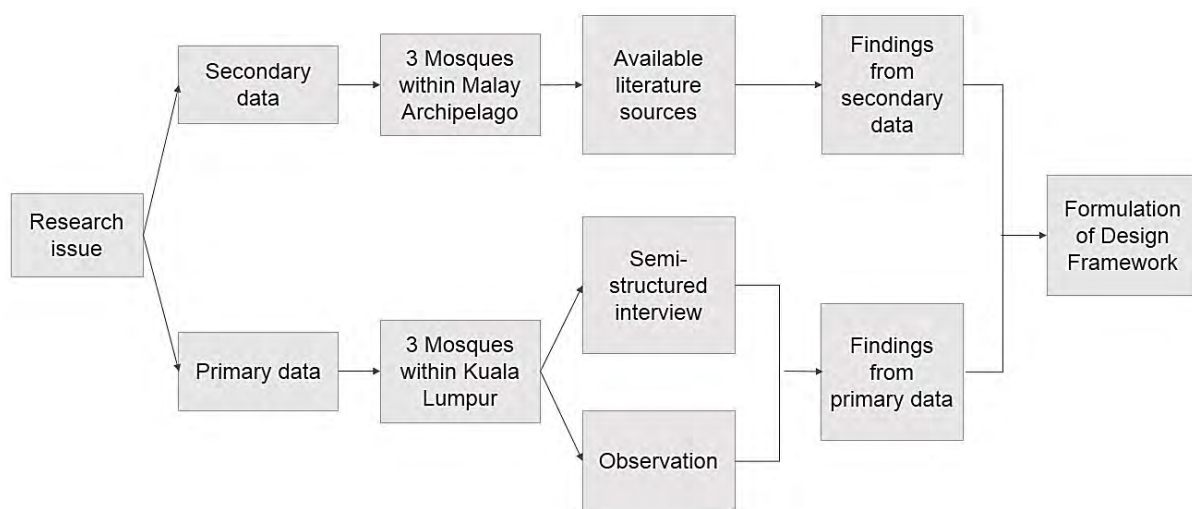 Research
issue
Secondary
data
3 Mosques
within Malay
Archipelago
Available
literature
sources
Findings
from
secondary
data
Primary data
3 Mosques
within Kuala
Lumpur
Semi-
structured
interview
Observation
Findings
from
primary data
Formulation
of Design
Framework